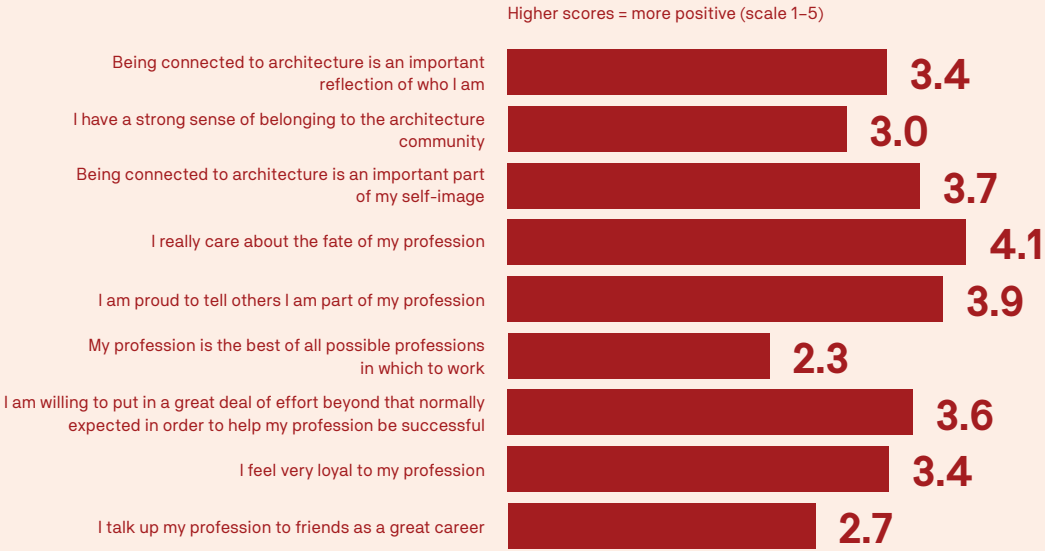 Higher scores = more positive (scale 1–5)
Being connected to architecture is an important
reflection of who I am
3.4
I have a strong sense of belonging to the architecture
community
3.0
Being connected to architecture is an important part
of my self-image
3.7
I really care about the fate of my profession
4.1
I am proud to tell others I am part of my profession
3.9
My profession is the best of all possible professions
in which to work
2.3
I am willing to put in a great deal of effort beyond that normally
expected in order to help my profession be successful
3.6
I feel very loyal to my profession
3.4
I talk up my profession to friends as a great career
2.7